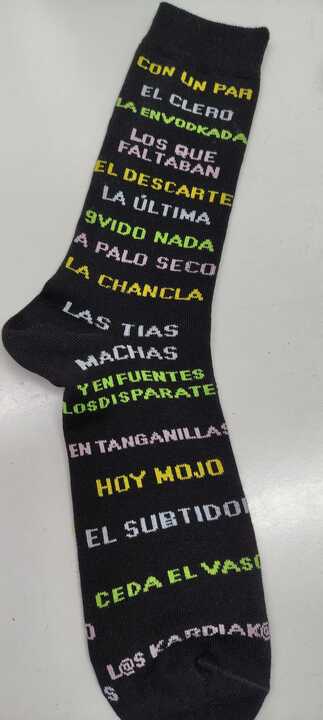 CON UN PAR
EL CLERO
LA ENVODKADA
LOS QUE
FALTABAN
EL DESCARTE
LA ÚLTIMA
9VIDO NADA
A PALO SECO
LA CHANCLA
LAS TIAS
MACHAS
Y EN FUENTES
LOS DISPARATE
EN TANGANILLAS
HOY MOJO
EL SURTIDO
CEDA EL VASO
O
L@S KARDIAK@
S